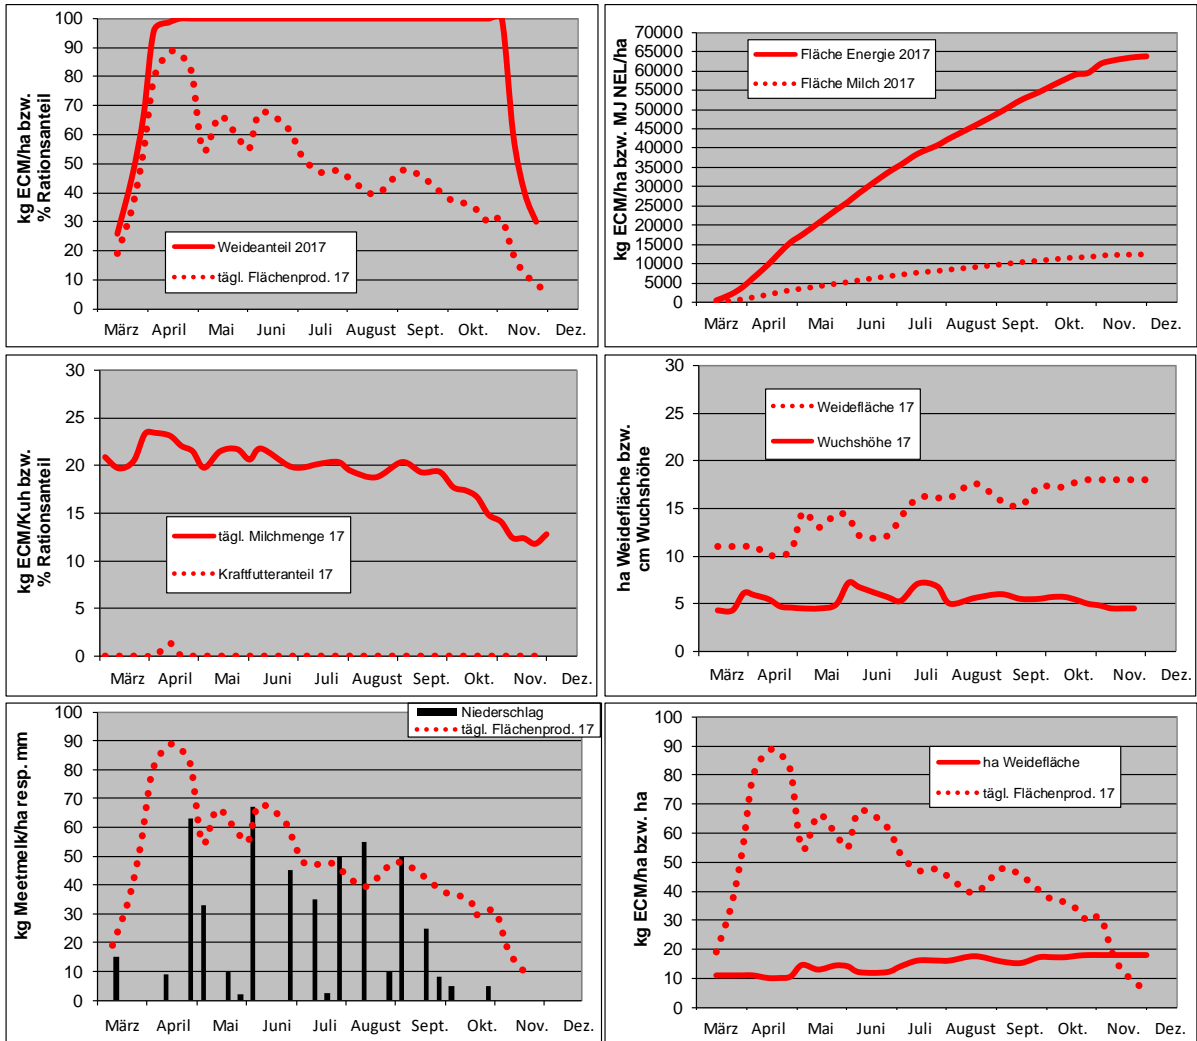 kg ECM/ha bzw.
% Rationsanteil
100
90
80
70
60
50
40
30
20
10
0
Weideanteil 2017
tägl. Flächenprod. 17
März April Mai Juni Juli August Sept. Okt. Nov. Dez.
kg ECM/ha bzw. MJ NEL/ha
70000
65000
60000
55000
50000
45000
40000
35000
30000
25000
20000
15000
10000
5000
0
Fläche Energie 2017
Fläche Milch 2017
März April Mai Juni Juli August Sept. Okt. Nov. Dez.
kg ECM/Kuh bzw.
% Rationsanteil
30
25
20
15
10
5
0
tägl. Milchmenge 17
Kraftfutteranteil 17
März April Mai Juni Juli August Sept. Okt. Nov. Dez.
ha Weidefläche bzw.
cm Wuchshöhe
30
25
20
15
10
5
0
Weidefläche 17
Wuchshöhe 17
März April Mai Juni Juli August Sept. Okt. Nov. Dez.
kg Meetmelk/ha resp. mm
100
90
80
70
60
50
40
30
20
10
0
Niederschlag
tägl. Flächenprod. 17
März April Mai Juni Juli August Sept. Okt. Nov. Dez.
kg ECM/ha bzw. ha
100
90
80
70
60
50
40
30
20
10
0
ha Weidefläche
tägl. Flächenprod. 17
März April Mai Juni Juli August Sept. Okt. Nov. Dez.